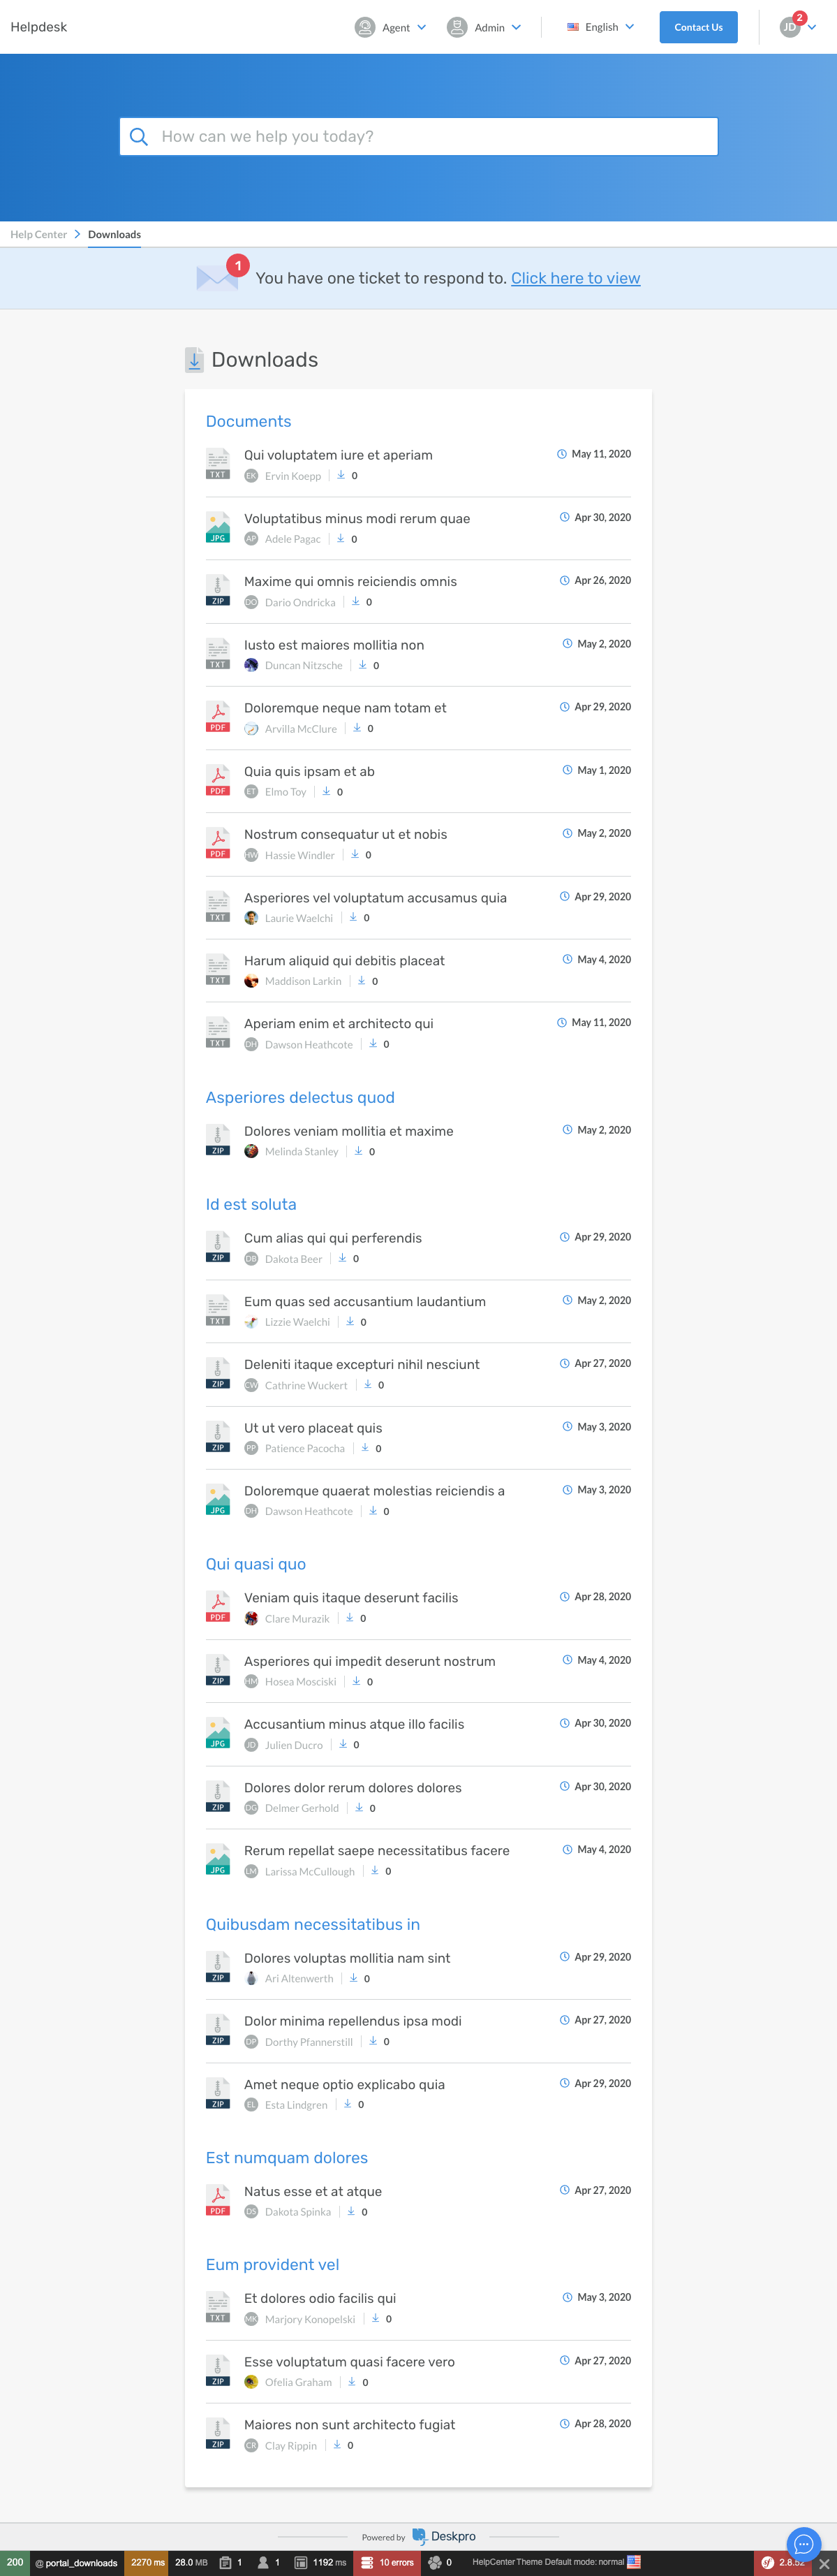 Helpdesk
Agent
Admin
English
Contact Us
JD
2
How can we help you today?
Help Center
Downloads
1
You have one ticket to respond to. Click here to view
Downloads
Documents
TXT
Qui voluptatem iure et aperiam
May 11, 2020
EK Ervin Koepp 0
JPG
Voluptatibus minus modi rerum quae
Apr 30, 2020
AP Adele Pagac 0
ZIP
Maxime qui omnis reiciendis omnis
Apr 26, 2020
DO Dario Ondricka 0
TXT
Iusto est maiores mollitia non
May 2, 2020
Duncan Nitzsche 0
PDF
Doloremque neque nam totam et
Apr 29, 2020
Arvilla McClure 0
PDF
Quia quis ipsam et ab
May 1, 2020
ET Elmo Toy 0
PDF
Nostrum consequatur ut et nobis
May 2, 2020
HW Hassie Windler 0
TXT
Asperiores vel voluptatum accusamus quia
Apr 29, 2020
Laurie Waelchi 0
TXT
Harum aliquid qui debitis placeat
May 4, 2020
Maddison Larkin 0
TXT
Aperiam enim et architecto qui
May 11, 2020
DH Dawson Heathcote 0
Asperiores delectus quod
ZIP
Dolores veniam mollitia et maxime
May 2, 2020
Melinda Stanley 0
Id est soluta
ZIP
Cum alias qui qui perferendis
Apr 29, 2020
DB Dakota Beer 0
TXT
Eum quas sed accusantium laudantium
May 2, 2020
Lizzie Waelchi 0
ZIP
Deleniti itaque excepturi nihil nesciunt
Apr 27, 2020
CW Cathrine Wuckert 0
ZIP
Ut ut vero placeat quis
May 3, 2020
PP Patience Pacocha 0
JPG
Doloremque quaerat molestias reiciendis a
May 3, 2020
DH Dawson Heathcote 0
Qui quasi quo
PDF
Veniam quis itaque deserunt facilis
Apr 28, 2020
Clare Murazik 0
ZIP
Asperiores qui impedit deserunt nostrum
May 4, 2020
HM Hosea Mosciski 0
JPG
Accusantium minus atque illo facilis
Apr 30, 2020
JD Julien Ducro 0
ZIP
Dolores dolor rerum dolores dolores
Apr 30, 2020
DG Delmer Gerhold 0
JPG
Rerum repellat saepe necessitatibus facere
May 4, 2020
LM Larissa McCullough 0
Quibusdam necessitatibus in
ZIP
Dolores voluptas mollitia nam sint
Apr 29, 2020
Ari Altenwerth 0
ZIP
Dolor minima repellendus ipsa modi
Apr 27, 2020
DP Dorthy Pfannerstill 0
ZIP
Amet neque optio explicabo quia
Apr 29, 2020
EL Esta Lindgren 0
Est numquam dolores
PDF
Natus esse et at atque
Apr 27, 2020
DS Dakota Spinka 0
Eum provident vel
TXT
Et dolores odio facilis qui
May 3, 2020
MK Marjory Konopelski 0
ZIP
Esse voluptatum quasi facere vero
Apr 27, 2020
Ofelia Graham 0
ZIP
Maiores non sunt architecto fugiat
Apr 28, 2020
CR Clay Rippin 0
Powered by Deskpro
200 @ portal_downloads 2270 ms 28.0 MB 1 1 1192 ms 10 errors 0 HelpCenter Theme Default mode: normal sf